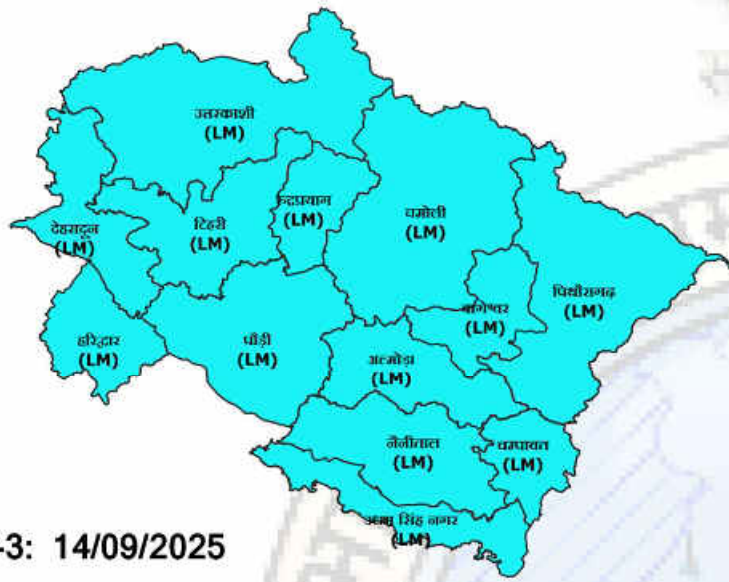 उत्तरकाशी
(LM)
रुद्रप्रयाग
(LM)
चमोली
(LM)
टिहरी
(LM)
देहरादून
(LM)
पिथौरागढ़
(LM)
बागेश्वर
(LM)
पौड़ी
(LM)
हरिद्वार
(LM)
अल्मोड़ा
(LM)
नैनीताल
(LM)
चम्पावत
(LM)
सिंह नगर
(LM)
-3: 14/09/2025